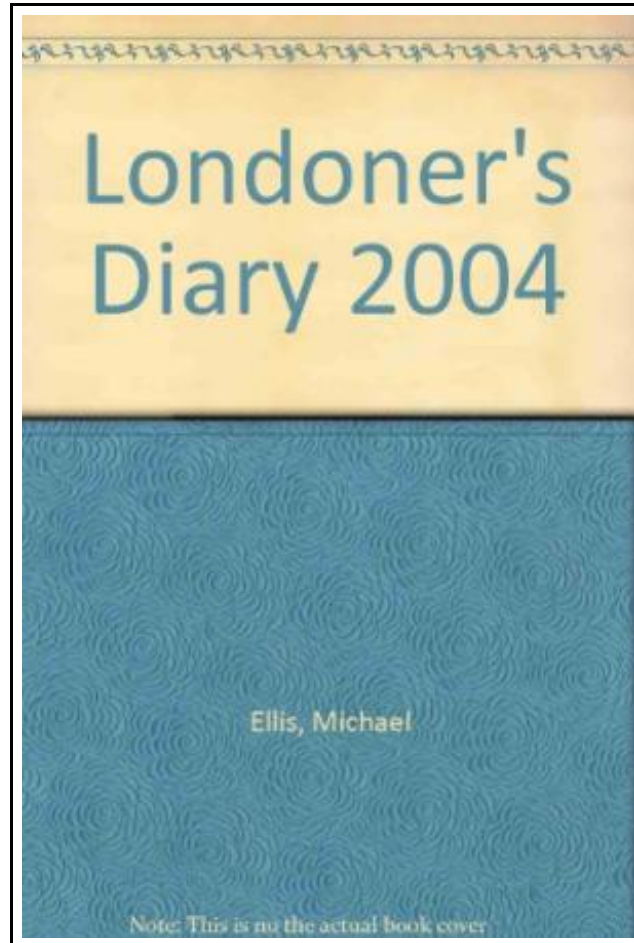 Londoner's
Diary 2004
Ellis, Michael
Note: This is no the actual book cover